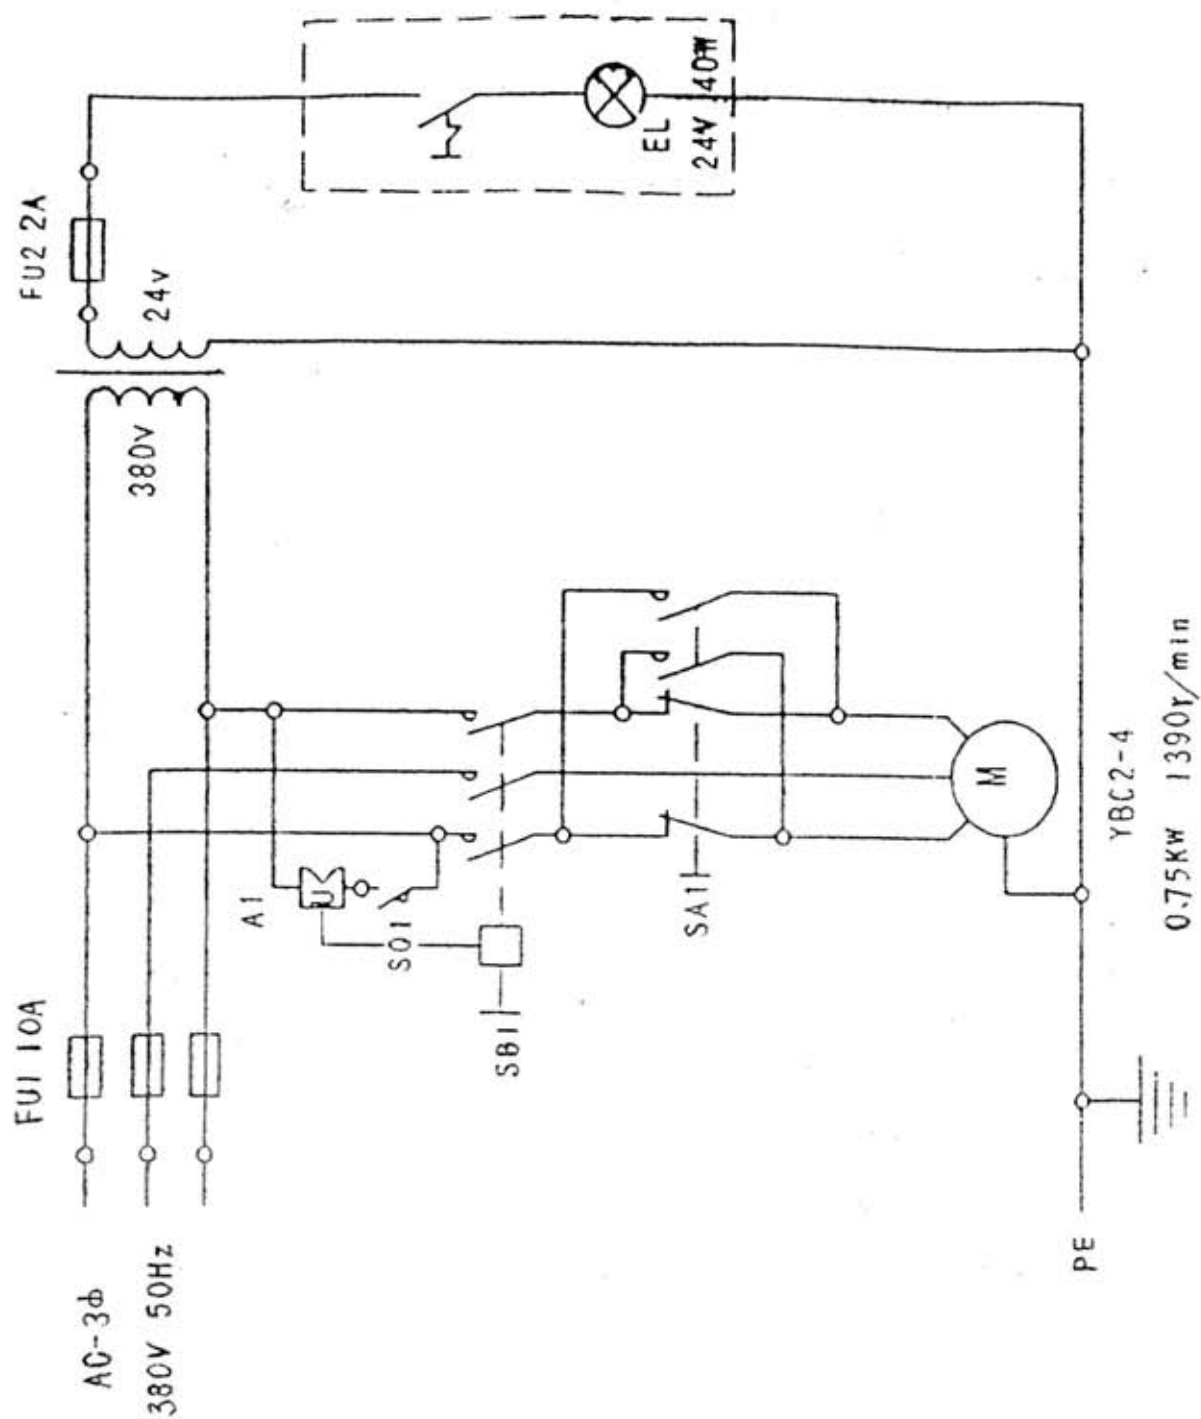 AC-3ф
380V 50Hz
FU1 10A
380V
24v
FU2 2A
EL
24V 40W
A1
U<
S01
SB1
SA1
M
YBC2-4
0.75KW 1390r/min
PE